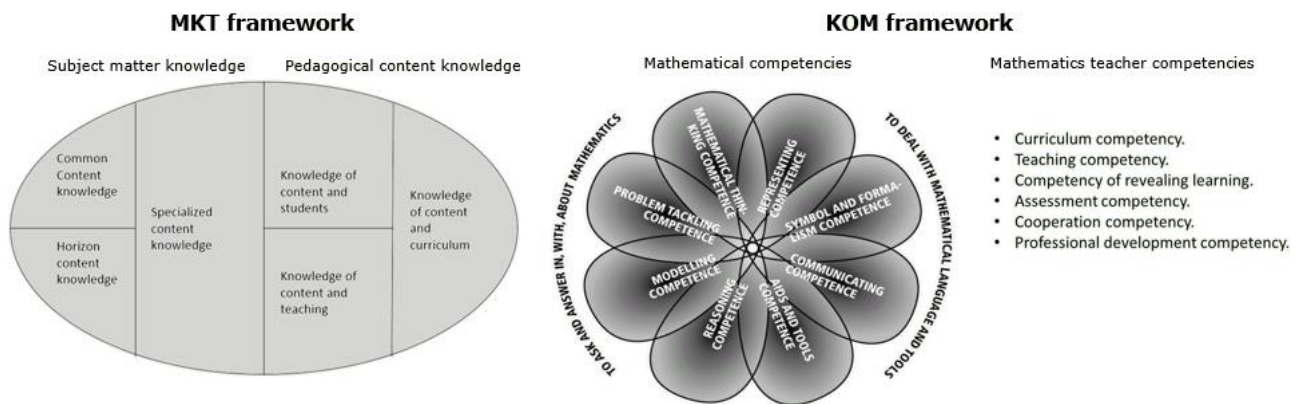 MKT framework
Subject matter knowledge
Pedagogical content knowledge
Common
Content
knowledge
Horizon
content
knowledge
Specialized
content
knowledge
Knowledge of
content and
students
Knowledge of
content and
teaching
Knowledge
of content
and
curriculum
KOM framework
Mathematical competencies
TO ASK AND ANSWER IN, WITH, ABOUT MATHEMATICS
MATHEMATICAL THIN-
KING COMPETENCE
PROBLEM TACKLING
COMPETENCE
MODELLING
COMPETENCE
REASONING
COMPETENCE
REPRESENTING
COMPETENCE
SYMBOL AND FORMA-
LISM COMPETENCE
COMMUNICATING
COMPETENCE
AIDS AND TOOLS
COMPETENCE
TO DEAL WITH MATHEMATICAL LANGUAGE AND TOOLS
Mathematics teacher competencies
• Curriculum competency.
• Teaching competency.
• Competency of revealing learning.
• Assessment competency.
• Cooperation competency.
• Professional development competency.